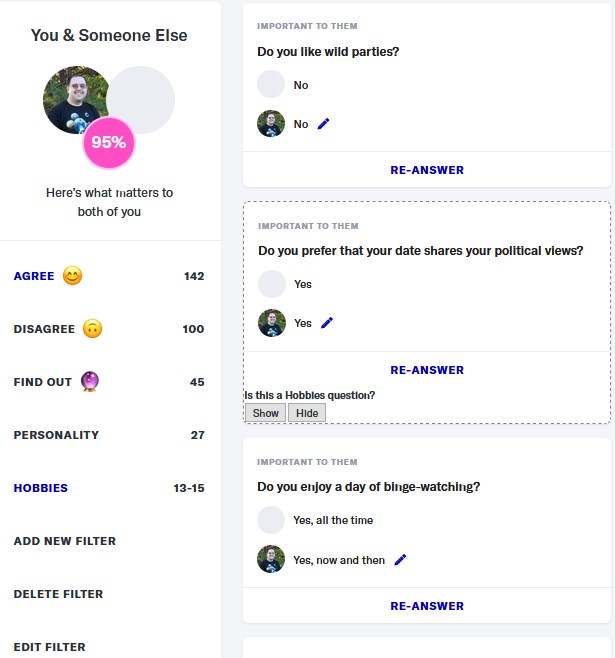 You & Someone Else
95%
Here's what matters to
both of you
AGREE 142
DISAGREE 100
FIND OUT 45
PERSONALITY 27
HOBBIES 13-15
ADD NEW FILTER
DELETE FILTER
EDIT FILTER
IMPORTANT TO THEM
Do you like wild parties?
No
No
RE-ANSWER
IMPORTANT TO THEM
Do you prefer that your date shares your political views?
Yes
Yes
RE-ANSWER
Is this a Hobbies question?
Show Hide
IMPORTANT TO THEM
Do you enjoy a day of binge-watching?
Yes, all the time
Yes, now and then
RE-ANSWER